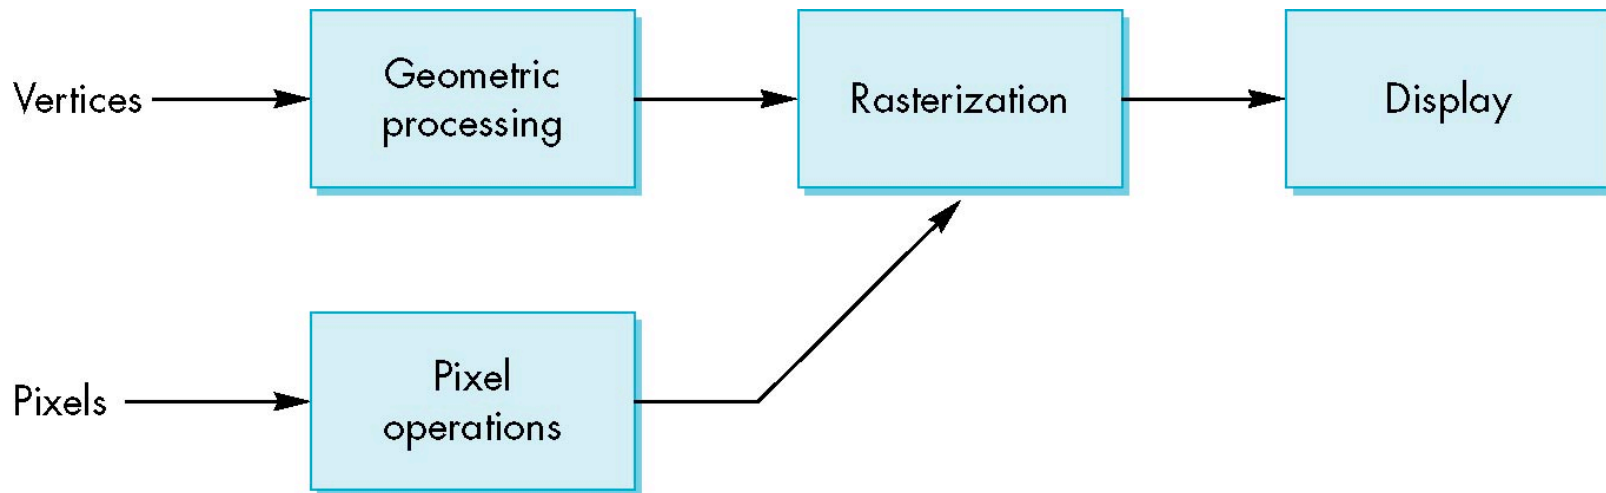 Vertices
Geometric
processing
Rasterization
Display
Pixels
Pixel
operations